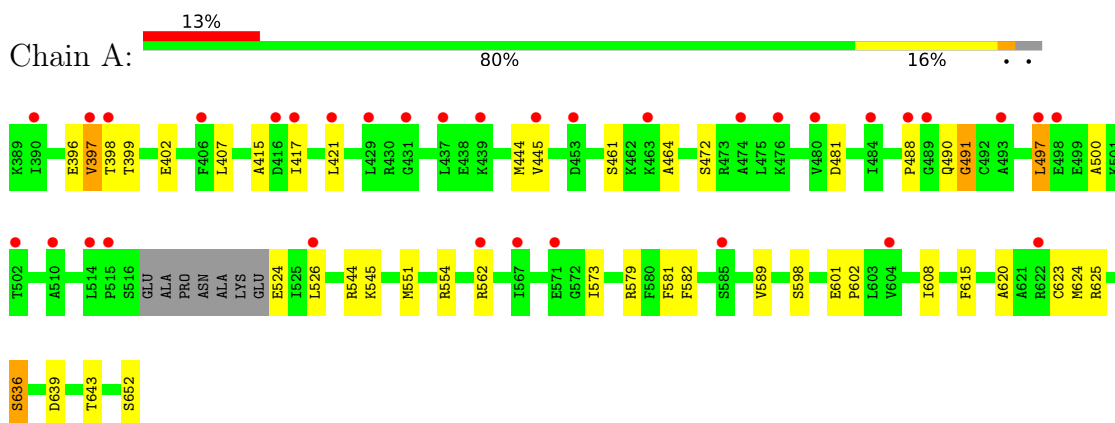 13%
Chain A: 80% 16% • •
K389 I390 E396 V397 T398 T399 E402 F406 L407 A415 D416 I417 L421 L429 R430 G431 L437 E438 K439 M444 V445 D453 S461 K462 K463 A464 S472 R473 A474 L475 K476 V480 D481 I484 P488 G489 Q490 G491 C492 A493 L497 E498 E499 A500 K501
T502 A510 L514 P515 S516 GLU ALA PRO ASN ALA LYS GLU E524 I525 L526 R544 K545 M551 R554 R562 I567 E571 G572 I573 R579 F580 F581 F582 S585 V589 S598 E601 P602 L603 V604 I608 F615 A620 A621 R622 C623 M624 R625
S636 D639 T643 S652